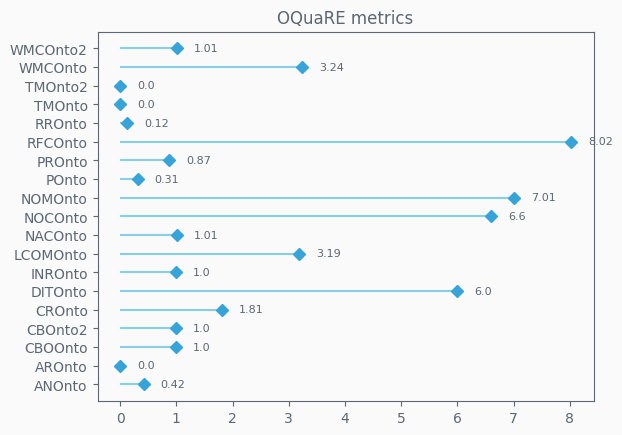 OQuaRE metrics
WMCOnto2 1.01
WMCOnto 3.24
TMOnto2 0.0
TMOnto 0.0
RROnto 0.12
RFCOnto 8.02
PROnto 0.87
POnto 0.31
NOMOnto 7.01
NOCOnto 6.6
NACOnto 1.01
LCOMOnto 3.19
INROnto 1.0
DITOnto 6.0
CROnto 1.81
CBOnto2 1.0
CBOOnto 1.0
AROnto 0.0
ANOnto 0.42
0 1 2 3 4 5 6 7 8